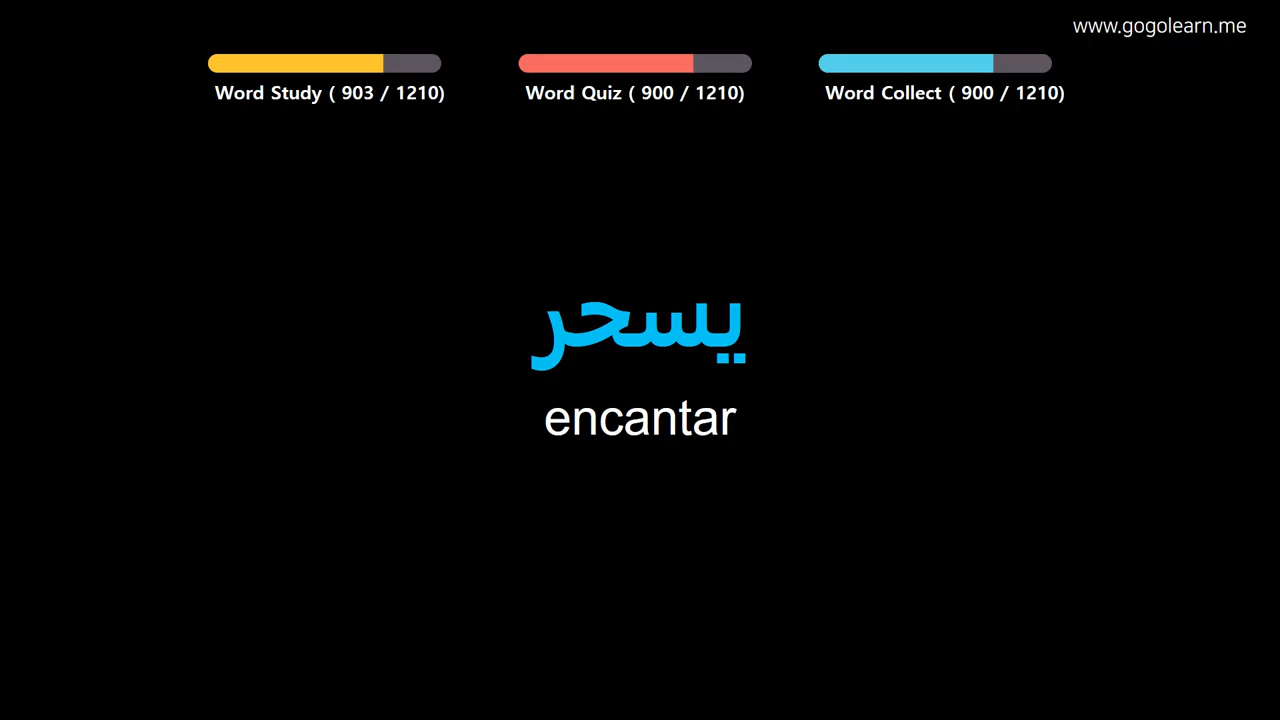 www.gogolearn.me
Word Study ( 903 / 1210)
Word Quiz ( 900 / 1210)
Word Collect ( 900 / 1210)
يسحر
encantar